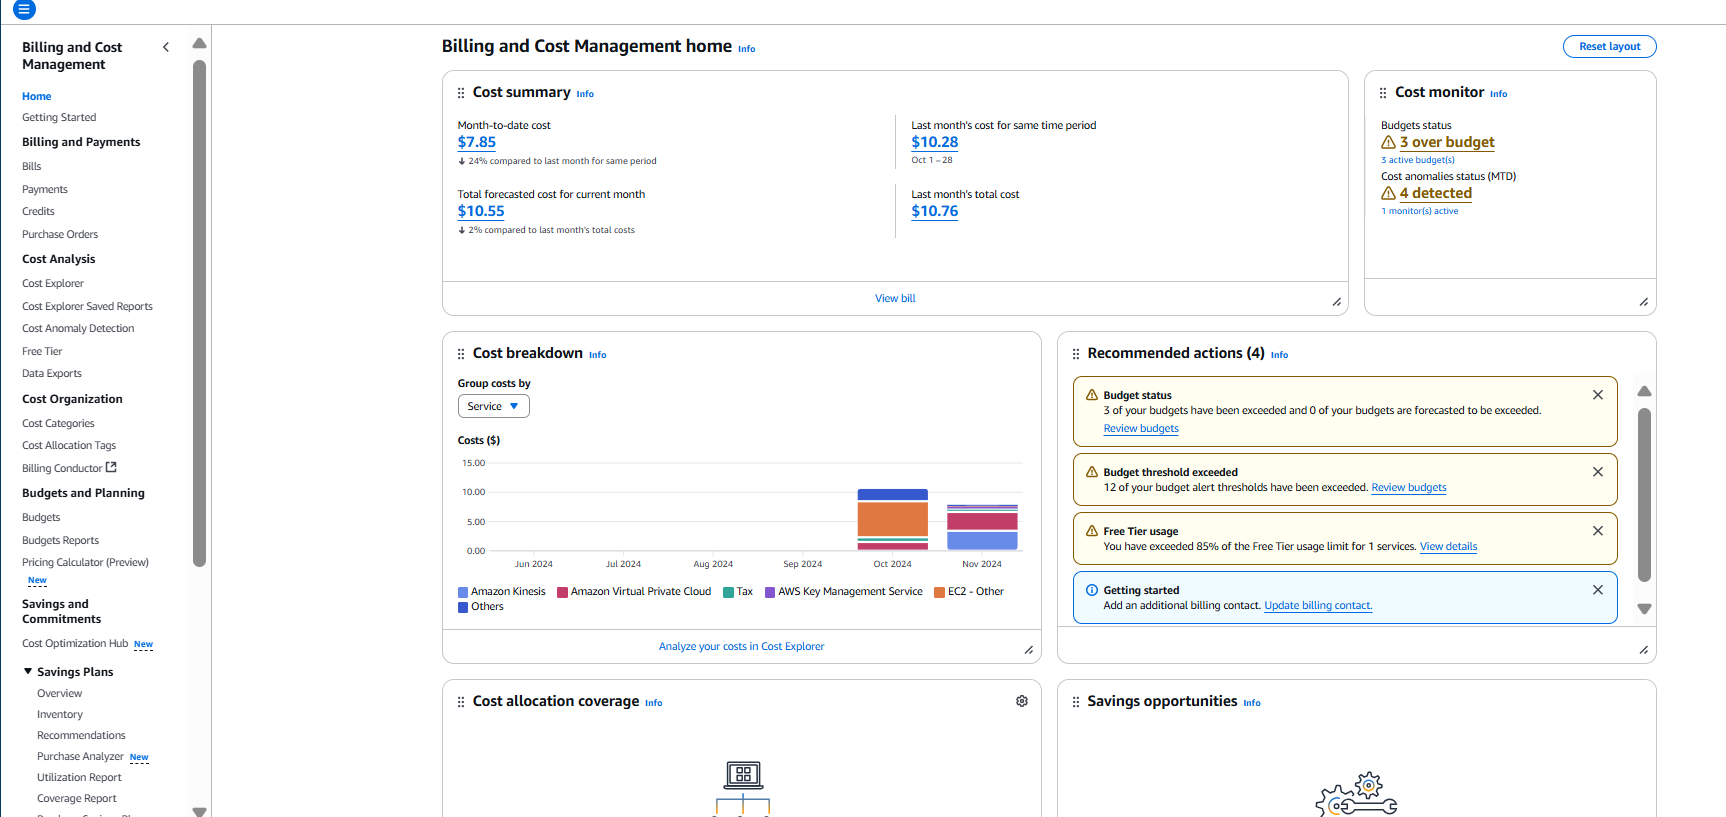 Billing and Cost
Management
Home
Getting Started
Billing and Payments
Bills
Payments
Credits
Purchase Orders
Cost Analysis
Cost Explorer
Cost Explorer Saved Reports
Cost Anomaly Detection
Free Tier
Data Exports
Cost Organization
Cost Categories
Cost Allocation Tags
Billing Conductor
Budgets and Planning
Budgets
Budgets Reports
Pricing Calculator (Preview)
New
Savings and
Commitments
Cost Optimization Hub New
Savings Plans
Overview
Inventory
Recommendations
Purchase Analyzer New
Utilization Report
Coverage Report
Billing and Cost Management home Info
Reset layout
Cost summary Info
Month-to-date cost
$7.85
24% compared to last month for same period
Last month's cost for same time period
$10.28
Oct 1 – 28
Total forecasted cost for current month
$10.55
2% compared to last month's total costs
Last month's total cost
$10.76
View bill
Cost monitor Info
Budgets status
3 over budget
3 active budget(s)
Cost anomalies status (MTD)
4 detected
1 monitor(s) active
Cost breakdown Info
Group costs by
Service
Costs ($)
15.00
10.00
5.00
0.00
Jun 2024 Jul 2024 Aug 2024 Sep 2024 Oct 2024 Nov 2024
Amazon Kinesis Amazon Virtual Private Cloud Tax AWS Key Management Service EC2 - Other
Others
Analyze your costs in Cost Explorer
Recommended actions (4) Info
Budget status
3 of your budgets have been exceeded and 0 of your budgets are forecasted to be exceeded.
Review budgets
Budget threshold exceeded
12 of your budget alert thresholds have been exceeded. Review budgets
Free Tier usage
You have exceeded 85% of the Free Tier usage limit for 1 services. View details
Getting started
Add an additional billing contact. Update billing contact.
Cost allocation coverage Info
Savings opportunities Info